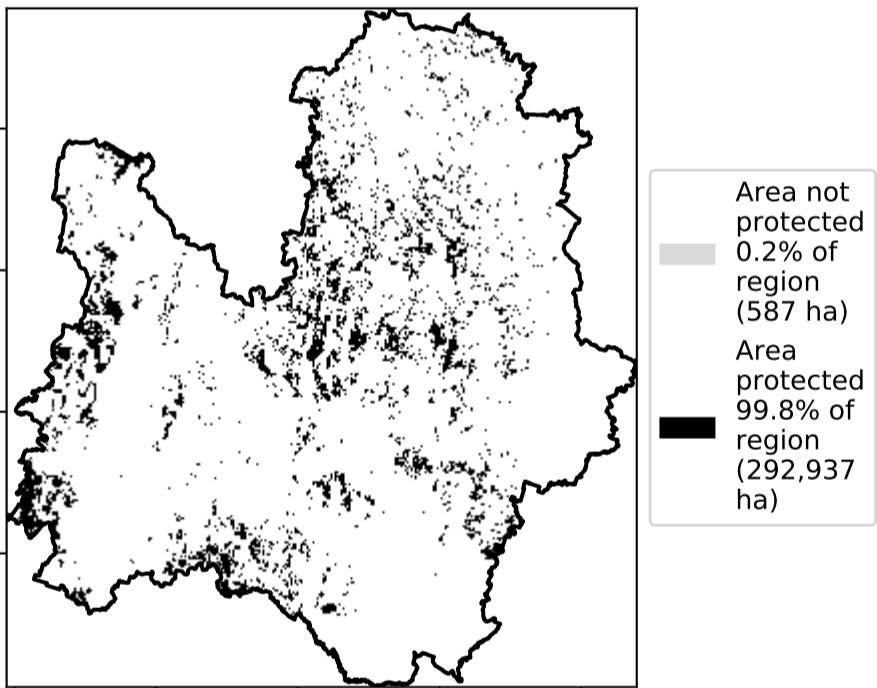 Area not
protected
0.2% of
region
(587 ha)
Area
protected
99.8% of
region
(292,937
ha)